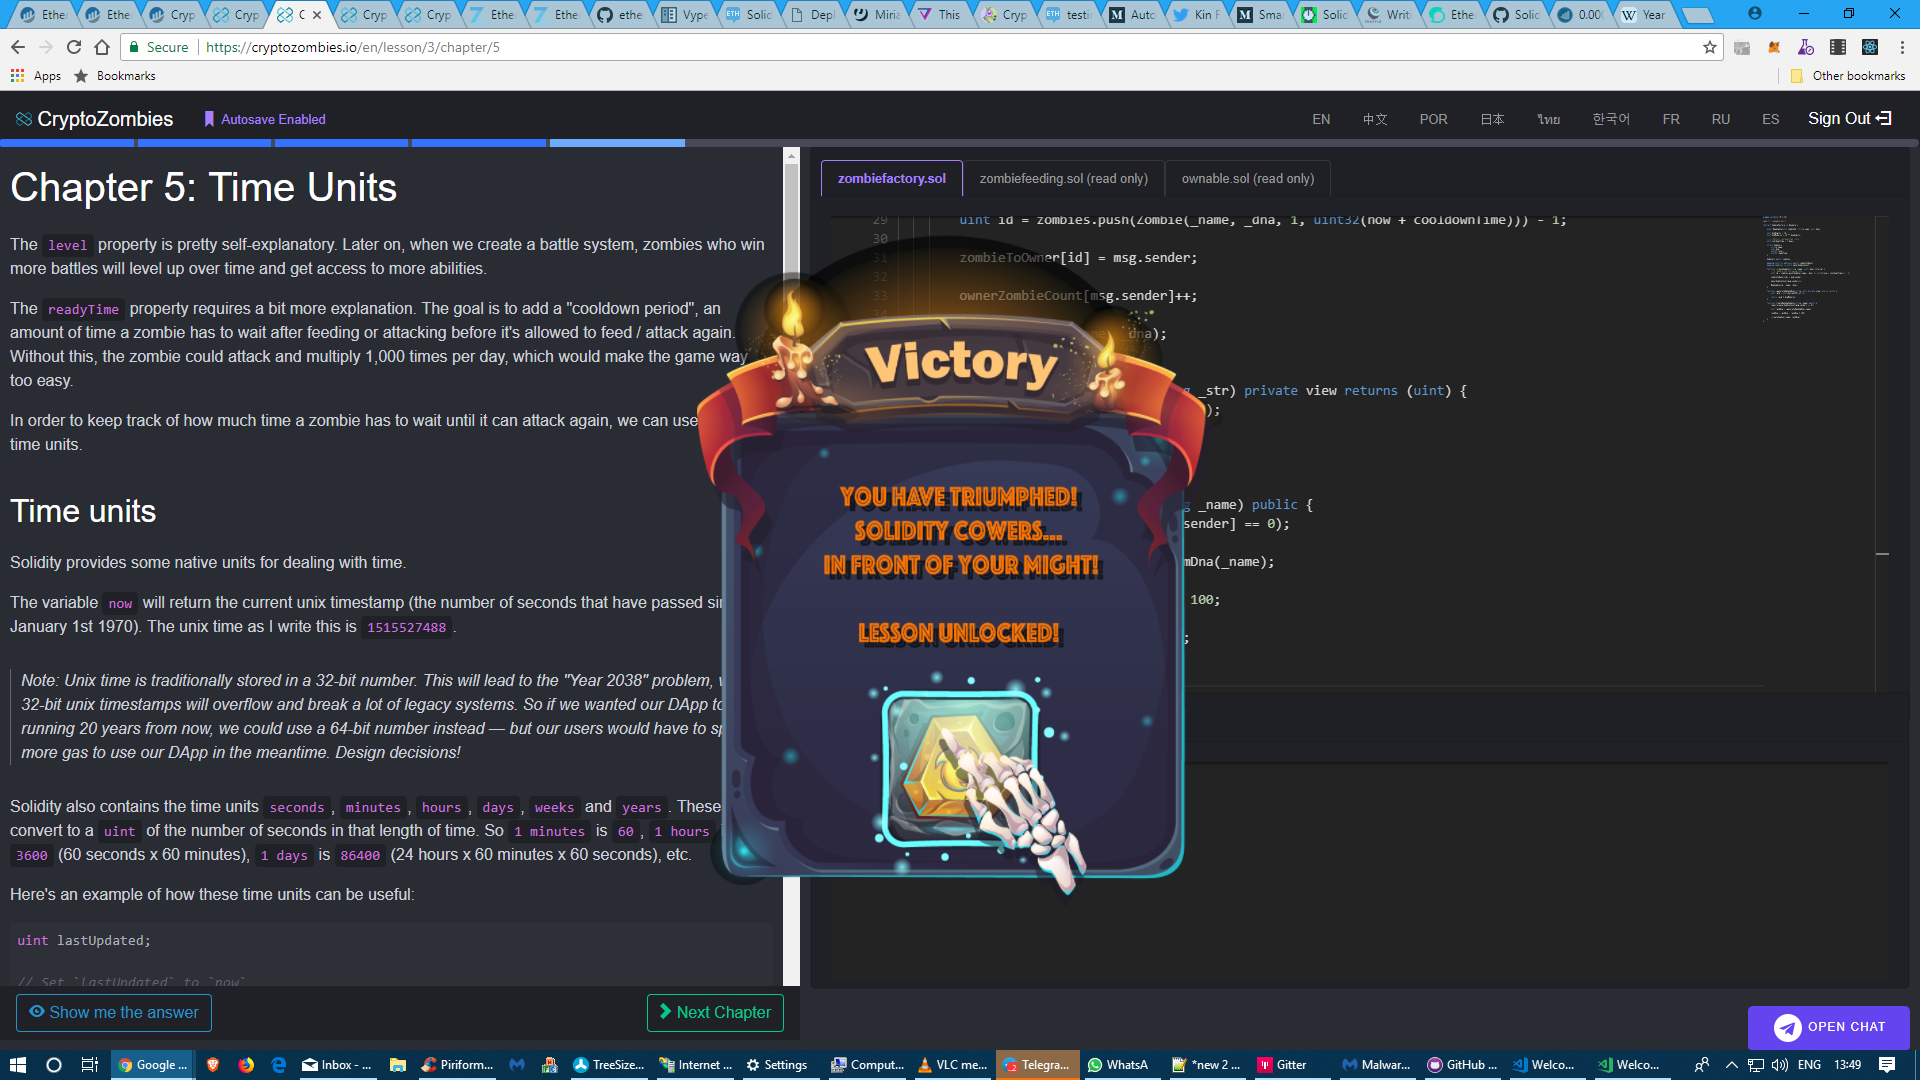 Ether
Ether
Crypt
Cryp
C
Cryp
Cryp
Ethe
Ethe
ethe
Vype
Solid
Depl
Miria
This
Cryp
testin
Auto
Kin F
Sma
Solid
Writi
Ethe
Solid
0.000
Year
Secure
https://cryptozombies.io/en/lesson/3/chapter/5
Apps
Bookmarks
Other bookmarks
CryptoZombies
Autosave Enabled
EN
中文
POR
日本
ไทย
한국어
FR
RU
ES
Sign Out
Chapter 5: Time Units
The level property is pretty self-explanatory. Later on, when we create a battle system, zombies who win
more battles will level up over time and get access to more abilities.
The readyTime property requires a bit more explanation. The goal is to add a "cooldown period", an
amount of time a zombie has to wait after feeding or attacking before it's allowed to feed / attack again.
Without this, the zombie could attack and multiply 1,000 times per day, which would make the game way
too easy.
In order to keep track of how much time a zombie has to wait until it can attack again, we can use
time units.
Time units
Solidity provides some native units for dealing with time.
The variable now will return the current unix timestamp (the number of seconds that have passed sin
January 1st 1970). The unix time as I write this is 1515527488.
Note: Unix time is traditionally stored in a 32-bit number. This will lead to the "Year 2038" problem,
32-bit unix timestamps will overflow and break a lot of legacy systems. So if we wanted our DApp to
running 20 years from now, we could use a 64-bit number instead — but our users would have to sp
more gas to use our DApp in the meantime. Design decisions!
Solidity also contains the time units seconds, minutes, hours, days, weeks and years. These
convert to a uint of the number of seconds in that length of time. So 1 minutes is 60, 1 hours
3600 (60 seconds x 60 minutes), 1 days is 86400 (24 hours x 60 minutes x 60 seconds), etc.
Here's an example of how these time units can be useful:
uint lastUpdated;
// Set `lastUpdated` to `now`
Show me the answer
Next Chapter
zombiefactory.sol
zombiefeeding.sol (read only)
ownable.sol (read only)
29 uint id = zombies.push(Zombie(_name, _dna, 1, uint32(now + cooldownTime))) - 1;
30
31 zombieToOwner[id] = msg.sender;
32
33 ownerZombieCount[msg.sender]++;
34
dna);
_str) private view returns (uint) {
);
_name) public {
sender] == 0);
mDna(_name);
100;
;
Victory
YOU HAVE TRIUMPHED!
SOLIDITY COWERS...
IN FRONT OF YOUR MIGHT!
LESSON UNLOCKED!
OPEN CHAT
Google ...
Inbox - ...
Piriform...
TreeSize...
Internet ...
Settings
Comput...
VLC me...
Telegra...
WhatsA
*new 2 ...
Gitter
Malwar...
GitHub ...
Welco...
Welco...
ENG
13:49